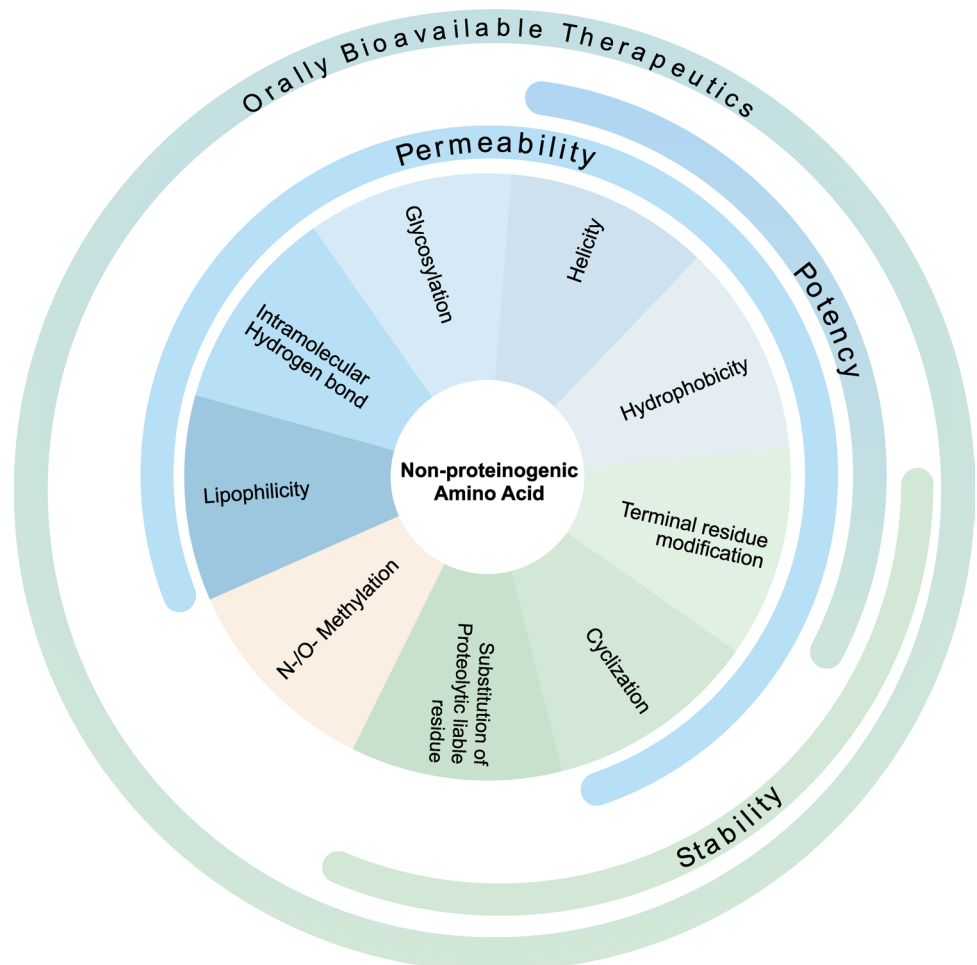 Orally Bioavailable Therapeutics
Permeability
Potency
Stability
Glycosylation
Helicity
Hydrophobicity
Terminal residue
modification
Cyclization
Substitution of
Proteolytic liable
residue
N-/O- Methylation
Lipophilicity
Intramolecular
Hydrogen bond
Non-proteinogenic
Amino Acid